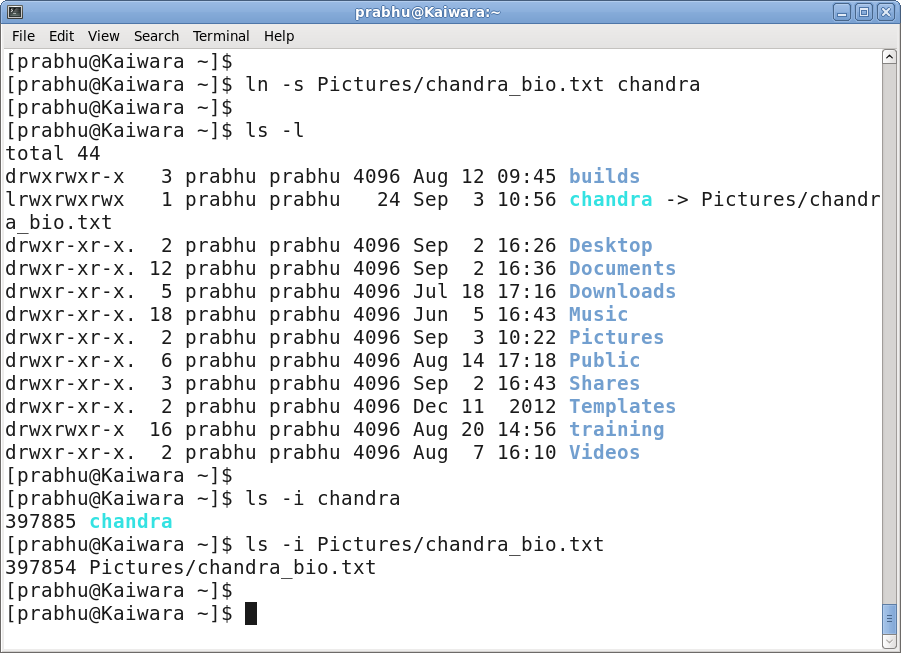 prabhu@Kaiwara:~
File Edit View Search Terminal Help
[prabhu@Kaiwara ~]$
[prabhu@Kaiwara ~]$ ln -s Pictures/chandra_bio.txt chandra
[prabhu@Kaiwara ~]$
[prabhu@Kaiwara ~]$ ls -l
total 44
drwxrwxr-x   3 prabhu prabhu 4096 Aug 12 09:45 builds
lrwxrwxrwx   1 prabhu prabhu   24 Sep  3 10:56 chandra -> Pictures/chandr
a_bio.txt
drwxr-xr-x.  2 prabhu prabhu 4096 Sep  2 16:26 Desktop
drwxr-xr-x. 12 prabhu prabhu 4096 Sep  2 16:36 Documents
drwxr-xr-x.  5 prabhu prabhu 4096 Jul 18 17:16 Downloads
drwxr-xr-x. 18 prabhu prabhu 4096 Jun  5 16:43 Music
drwxr-xr-x.  2 prabhu prabhu 4096 Sep  3 10:22 Pictures
drwxr-xr-x.  6 prabhu prabhu 4096 Aug 14 17:18 Public
drwxr-xr-x.  3 prabhu prabhu 4096 Sep  2 16:43 Shares
drwxr-xr-x.  2 prabhu prabhu 4096 Dec 11  2012 Templates
drwxrwxr-x  16 prabhu prabhu 4096 Aug 20 14:56 training
drwxr-xr-x.  2 prabhu prabhu 4096 Aug  7 16:10 Videos
[prabhu@Kaiwara ~]$
[prabhu@Kaiwara ~]$ ls -i chandra
397885 chandra
[prabhu@Kaiwara ~]$ ls -i Pictures/chandra_bio.txt
397854 Pictures/chandra_bio.txt
[prabhu@Kaiwara ~]$
[prabhu@Kaiwara ~]$